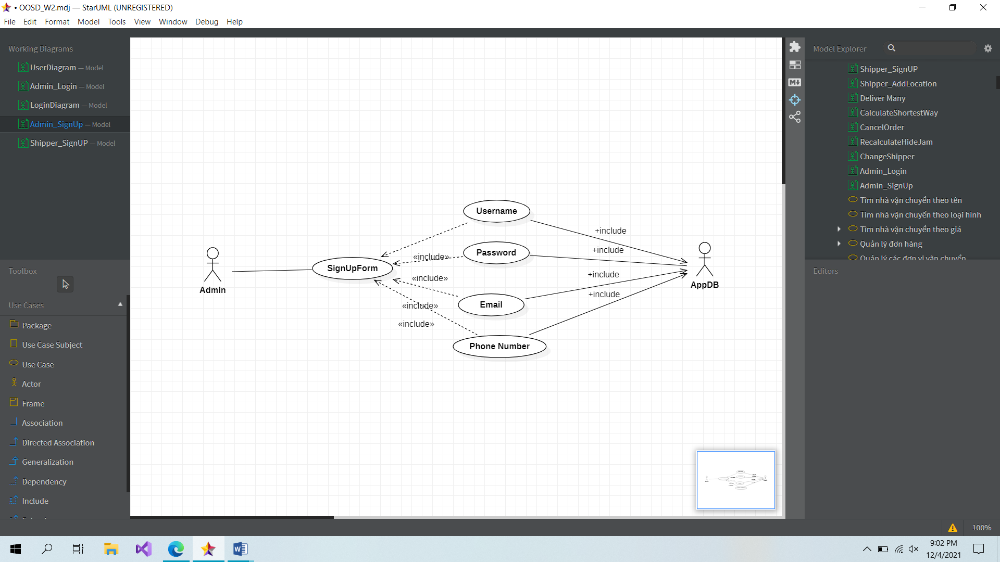 • OOSD_W2.mdj — StarUML (UNREGISTERED)
File Edit Format Model Tools View Window Debug Help
Working Diagrams
UserDiagram — Model
Admin_Login — Model
LoginDiagram — Model
Admin_SignUp — Model
Shipper_SignUP — Model
Toolbox
Use Cases
Package
Use Case Subject
Use Case
Actor
Frame
Association
Directed Association
Generalization
Dependency
Include
Username
+include
Password
«include»
+include
SignUpForm
Admin
«include»
+include
AppDB
+include
Email
«include»
«include»
Phone Number
M
Model Explorer
Shipper_SignUP
Shipper_AddLocation
Deliver Many
CalculateShortestWay
CancelOrder
RecalculateHideJam
ChangeShipper
Admin_Login
Admin_SignUp
Tìm nhà vận chuyển theo tên
Tìm nhà vận chuyển theo loại hình
Tìm nhà vận chuyển theo giá
Quản lý đơn hàng
Quản lý các đơn vị vận chuyển
Editors
100%
W
9:02 PM
12/4/2021